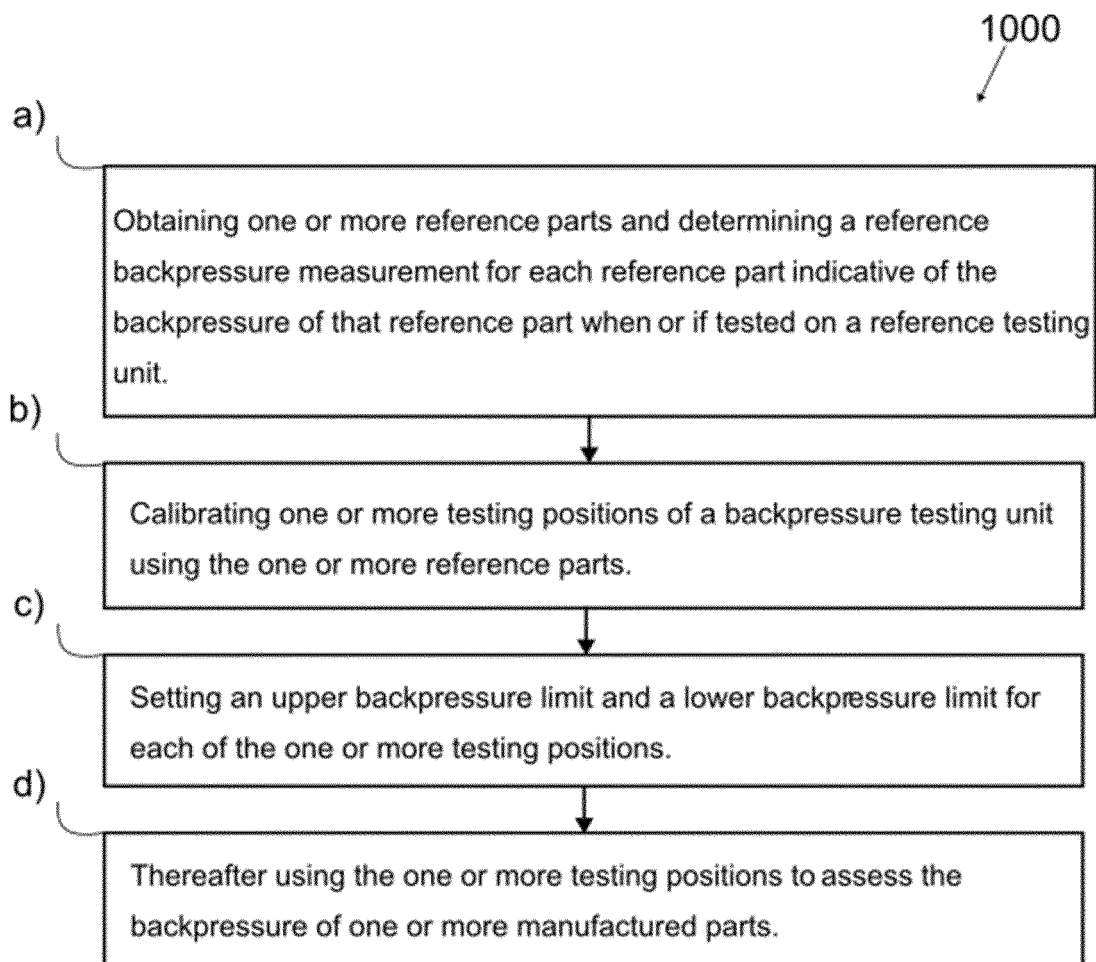 1000
a)
Obtaining one or more reference parts and determining a reference
backpressure measurement for each reference part indicative of the
backpressure of that reference part when or if tested on a reference testing
unit.
b)
Calibrating one or more testing positions of a backpressure testing unit
using the one or more reference parts.
c)
Setting an upper backpressure limit and a lower backpressure limit for
each of the one or more testing positions.
d)
Thereafter using the one or more testing positions to assess the
backpressure of one or more manufactured parts.